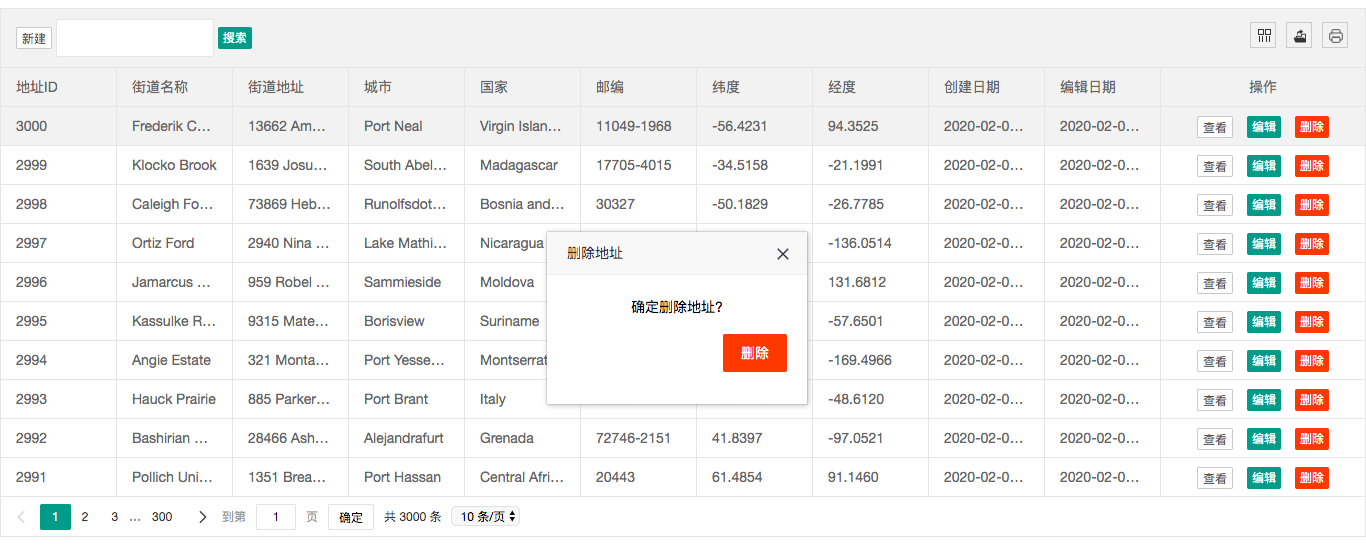 新建 搜索
地址ID 街道名称 街道地址 城市 国家 邮编 纬度 经度 创建日期 编辑日期 操作
3000 Frederik C... 13662 Am... Port Neal Virgin Islan... 11049-1968 -56.4231 94.3525 2020-02-0... 2020-02-0... 查看 编辑 删除
2999 Klocko Brook 1639 Josu... South Abel... Madagascar 17705-4015 -34.5158 -21.1991 2020-02-0... 2020-02-0... 查看 编辑 删除
2998 Caleigh Fo... 73869 Heb... Runolfsdot... Bosnia and... 30327 -50.1829 -26.7785 2020-02-0... 2020-02-0... 查看 编辑 删除
2997 Ortiz Ford 2940 Nina ... Lake Mathi... Nicaragua -136.0514 2020-02-0... 2020-02-0... 查看 编辑 删除
2996 Jamarcus ... 959 Robel ... Sammieside Moldova 131.6812 2020-02-0... 2020-02-0... 查看 编辑 删除
2995 Kassulke R... 9315 Mate... Borisview Suriname -57.6501 2020-02-0... 2020-02-0... 查看 编辑 删除
2994 Angie Estate 321 Monta... Port Yesse... Montserrat -169.4966 2020-02-0... 2020-02-0... 查看 编辑 删除
2993 Hauck Prairie 885 Parker... Port Brant Italy -48.6120 2020-02-0... 2020-02-0... 查看 编辑 删除
2992 Bashirian ... 28466 Ash... Alejandrafurt Grenada 72746-2151 41.8397 -97.0521 2020-02-0... 2020-02-0... 查看 编辑 删除
2991 Pollich Uni... 1351 Brea... Port Hassan Central Afri... 20443 61.4854 91.1460 2020-02-0... 2020-02-0... 查看 编辑 删除
删除地址
确定删除地址?
删除
1 2 3 ... 300 到第 1 页 确定 共 3000 条 10 条/页